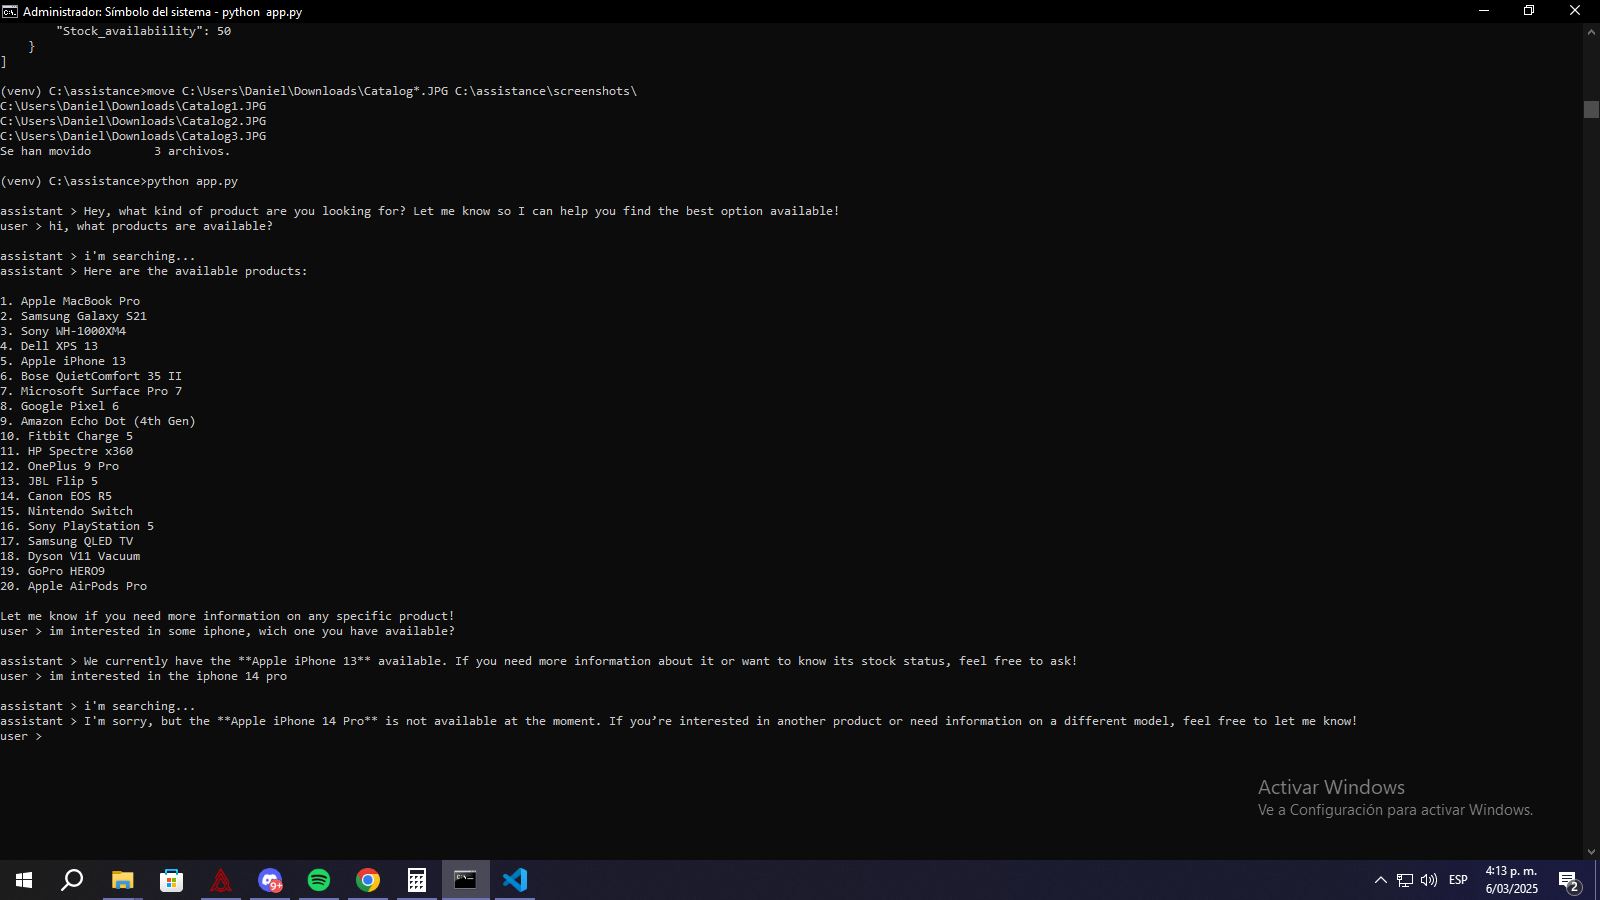 Administrador: Símbolo del sistema - python  app.py
"Stock_availabiility": 50
}
]
(venv) C:\assistance>move C:\Users\Daniel\Downloads\Catalog*.JPG C:\assistance\screenshots\
C:\Users\Daniel\Downloads\Catalog1.JPG
C:\Users\Daniel\Downloads\Catalog2.JPG
C:\Users\Daniel\Downloads\Catalog3.JPG
Se han movido         3 archivos.
(venv) C:\assistance>python app.py
assistant > Hey, what kind of product are you looking for? Let me know so I can help you find the best option available!
user > hi, what products are available?
assistant > i'm searching...
assistant > Here are the available products:
1. Apple MacBook Pro
2. Samsung Galaxy S21
3. Sony WH-1000XM4
4. Dell XPS 13
5. Apple iPhone 13
6. Bose QuietComfort 35 II
7. Microsoft Surface Pro 7
8. Google Pixel 6
9. Amazon Echo Dot (4th Gen)
10. Fitbit Charge 5
11. HP Spectre x360
12. OnePlus 9 Pro
13. JBL Flip 5
14. Canon EOS R5
15. Nintendo Switch
16. Sony PlayStation 5
17. Samsung QLED TV
18. Dyson V11 Vacuum
19. GoPro HERO9
20. Apple AirPods Pro
Let me know if you need more information on any specific product!
user > im interested in some iphone, wich one you have available?
assistant > We currently have the **Apple iPhone 13** available. If you need more information about it or want to know its stock status, feel free to ask!
user > im interested in the iphone 14 pro
assistant > i'm searching...
assistant > I'm sorry, but the **Apple iPhone 14 Pro** is not available at the moment. If you’re interested in another product or need information on a different model, feel free to let me know!
user >
Activar Windows
Ve a Configuración para activar Windows.
9+
ESP
4:13 p. m.
6/03/2025
2